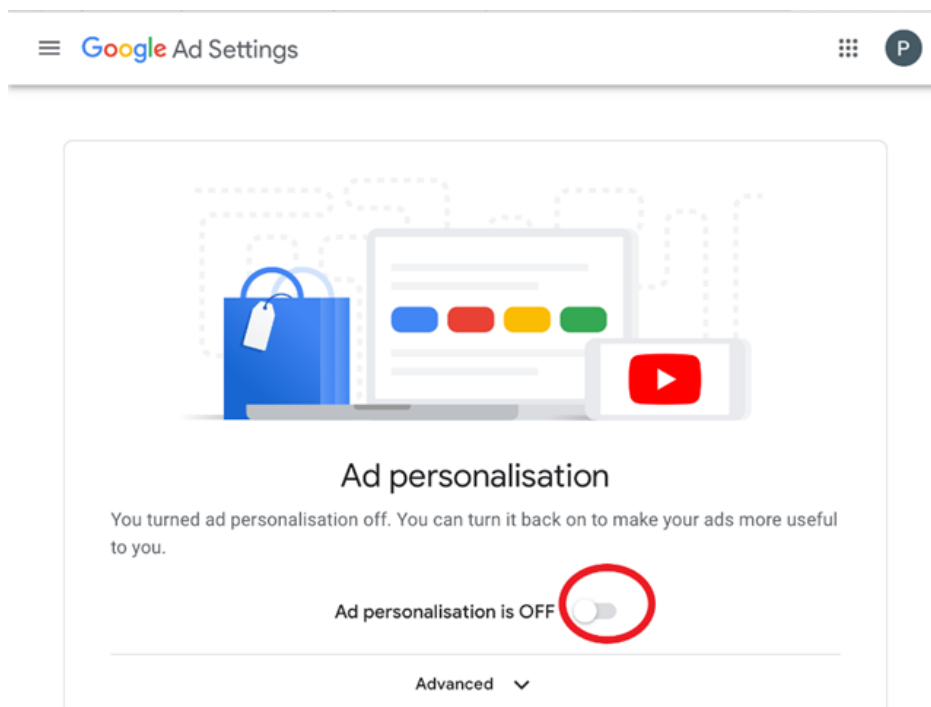 Google Ad Settings
P
Ad personalisation
You turned ad personalisation off. You can turn it back on to make your ads more useful
to you.
Ad personalisation is OFF
Advanced